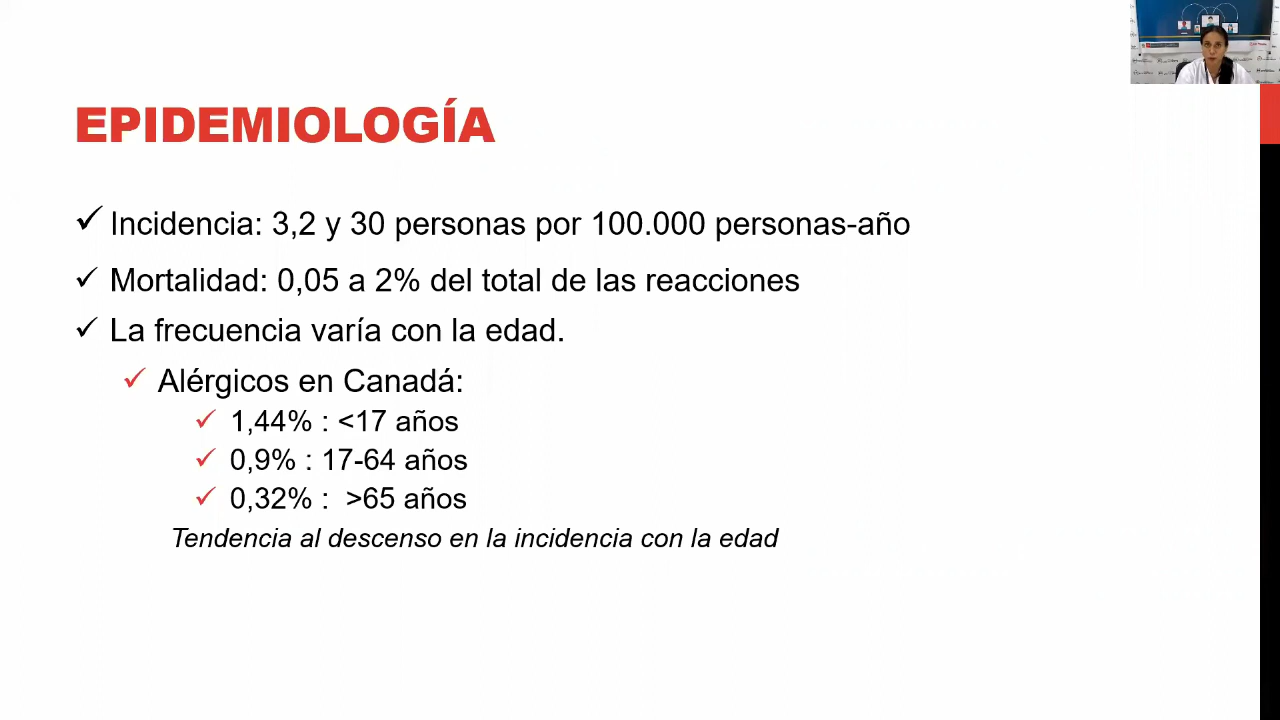 EPIDEMIOLOGÍA
Incidencia: 3,2 y 30 personas por 100.000 personas-año
Mortalidad: 0,05 a 2% del total de las reacciones
La frecuencia varía con la edad.
Alérgicos en Canadá:
1,44% : <17 años
0,9% : 17-64 años
0,32% :  >65 años
Tendencia al descenso en la incidencia con la edad